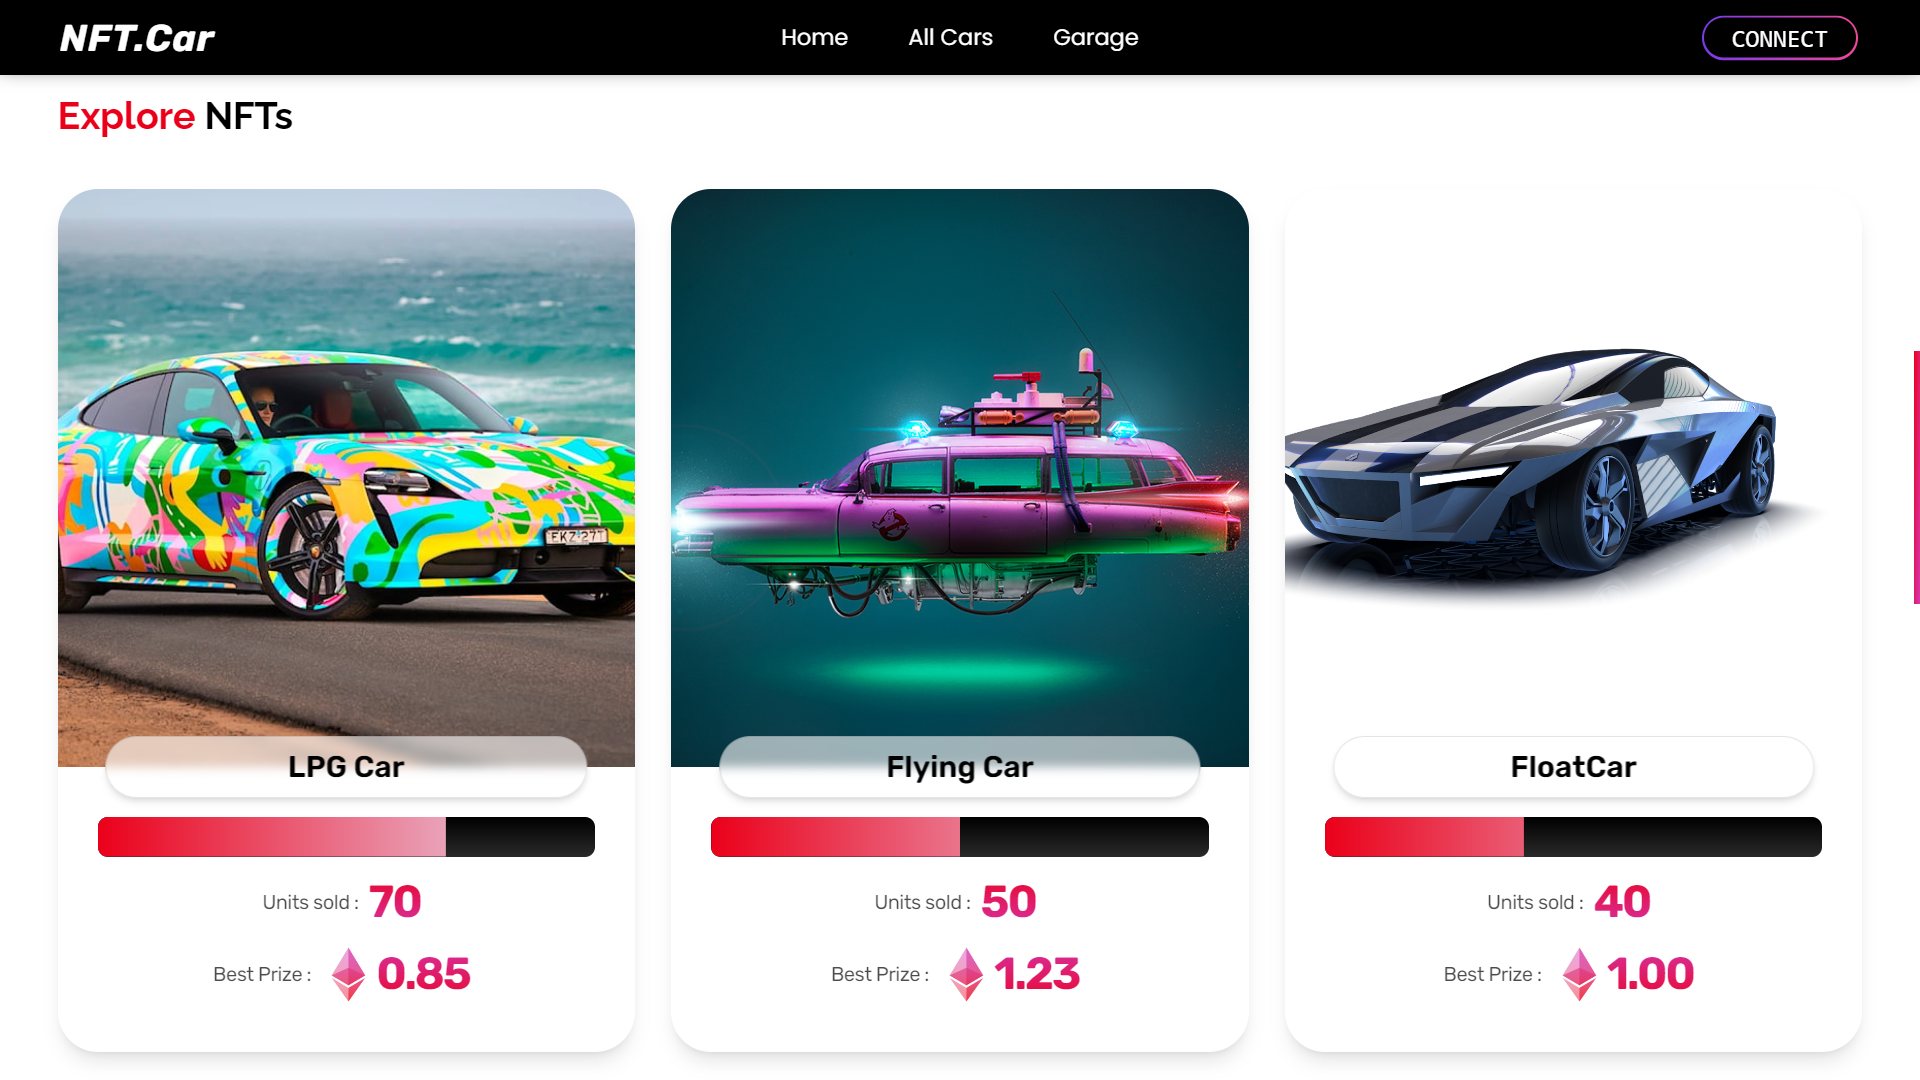 NFT.Car
Home
All Cars
Garage
CONNECT
Explore NFTs
EKZ·27T
LPG Car
Units sold : 70
Best Prize : 0.85
Flying Car
Units sold : 50
Best Prize : 1.23
FloatCar
Units sold : 40
Best Prize : 1.00